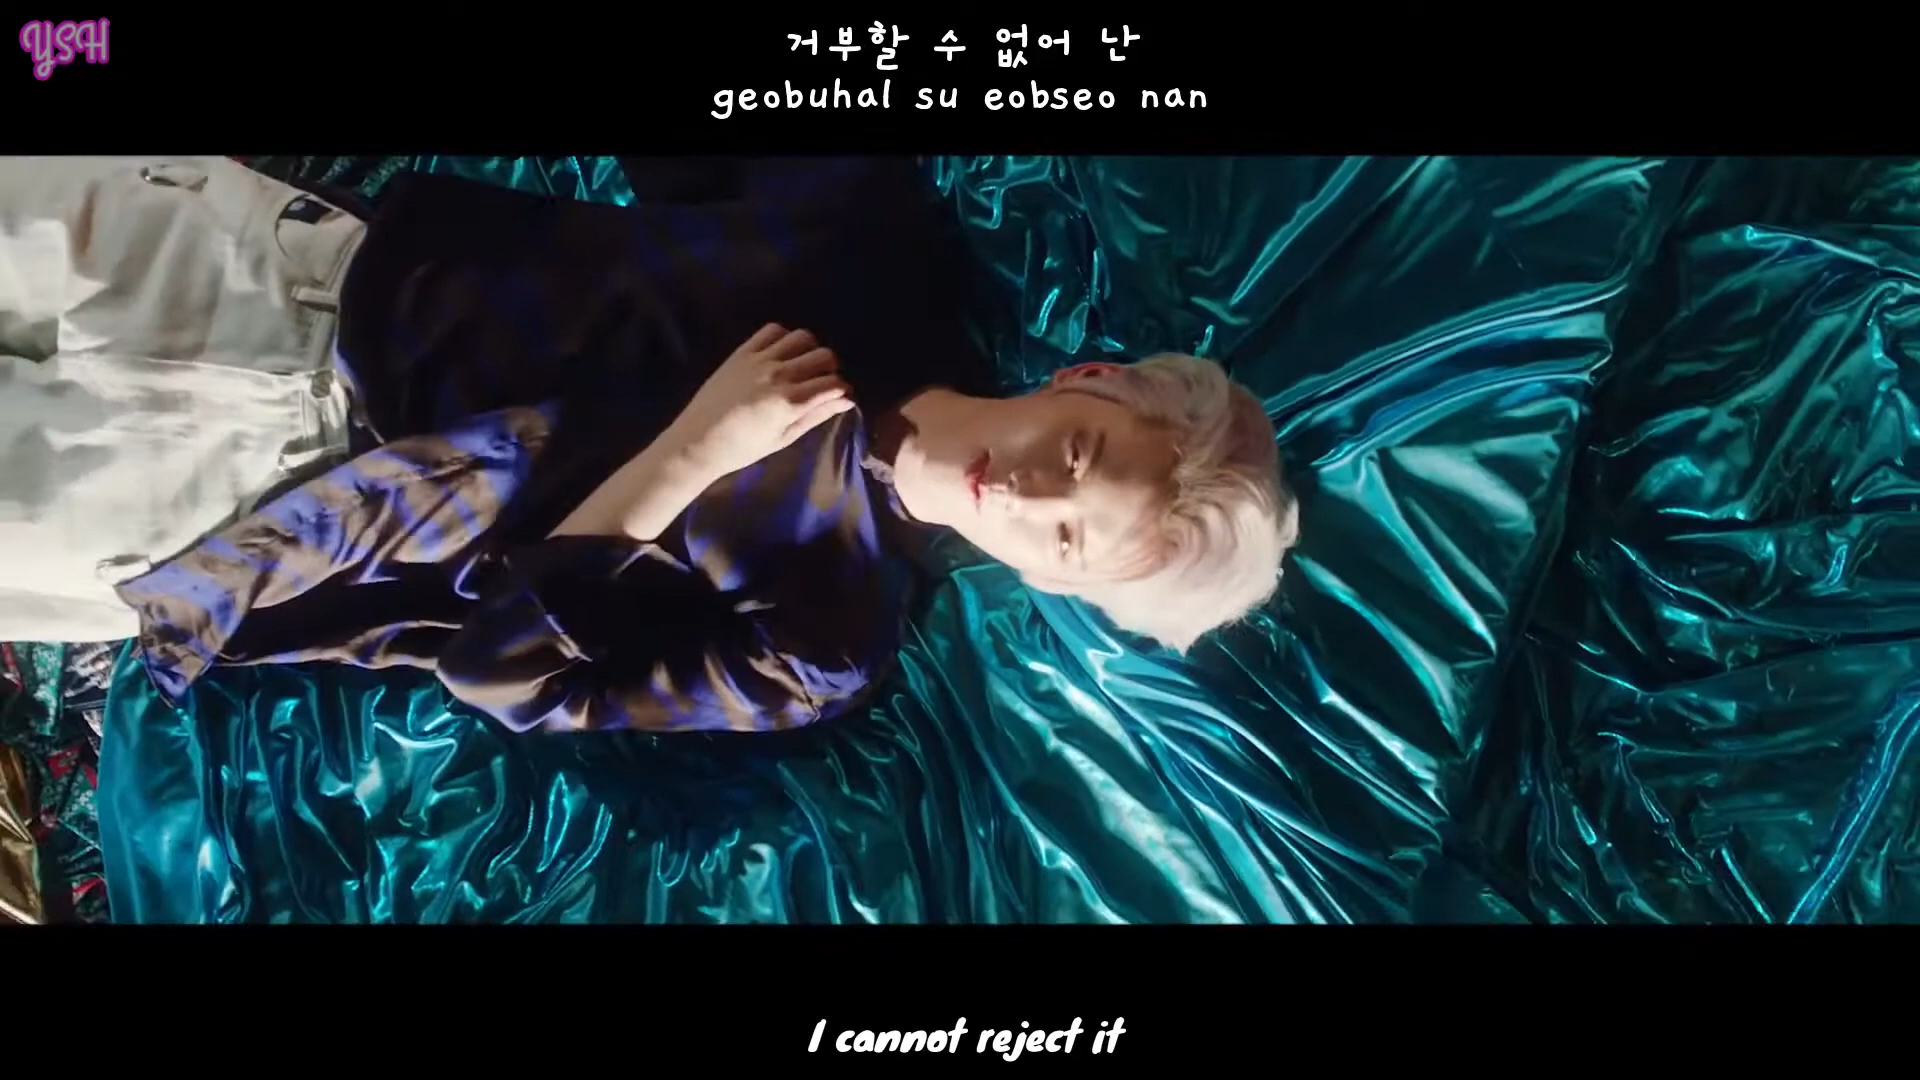 YSH
거부할 수 없어 난
geobuhal su eobseo nan
I cannot reject it